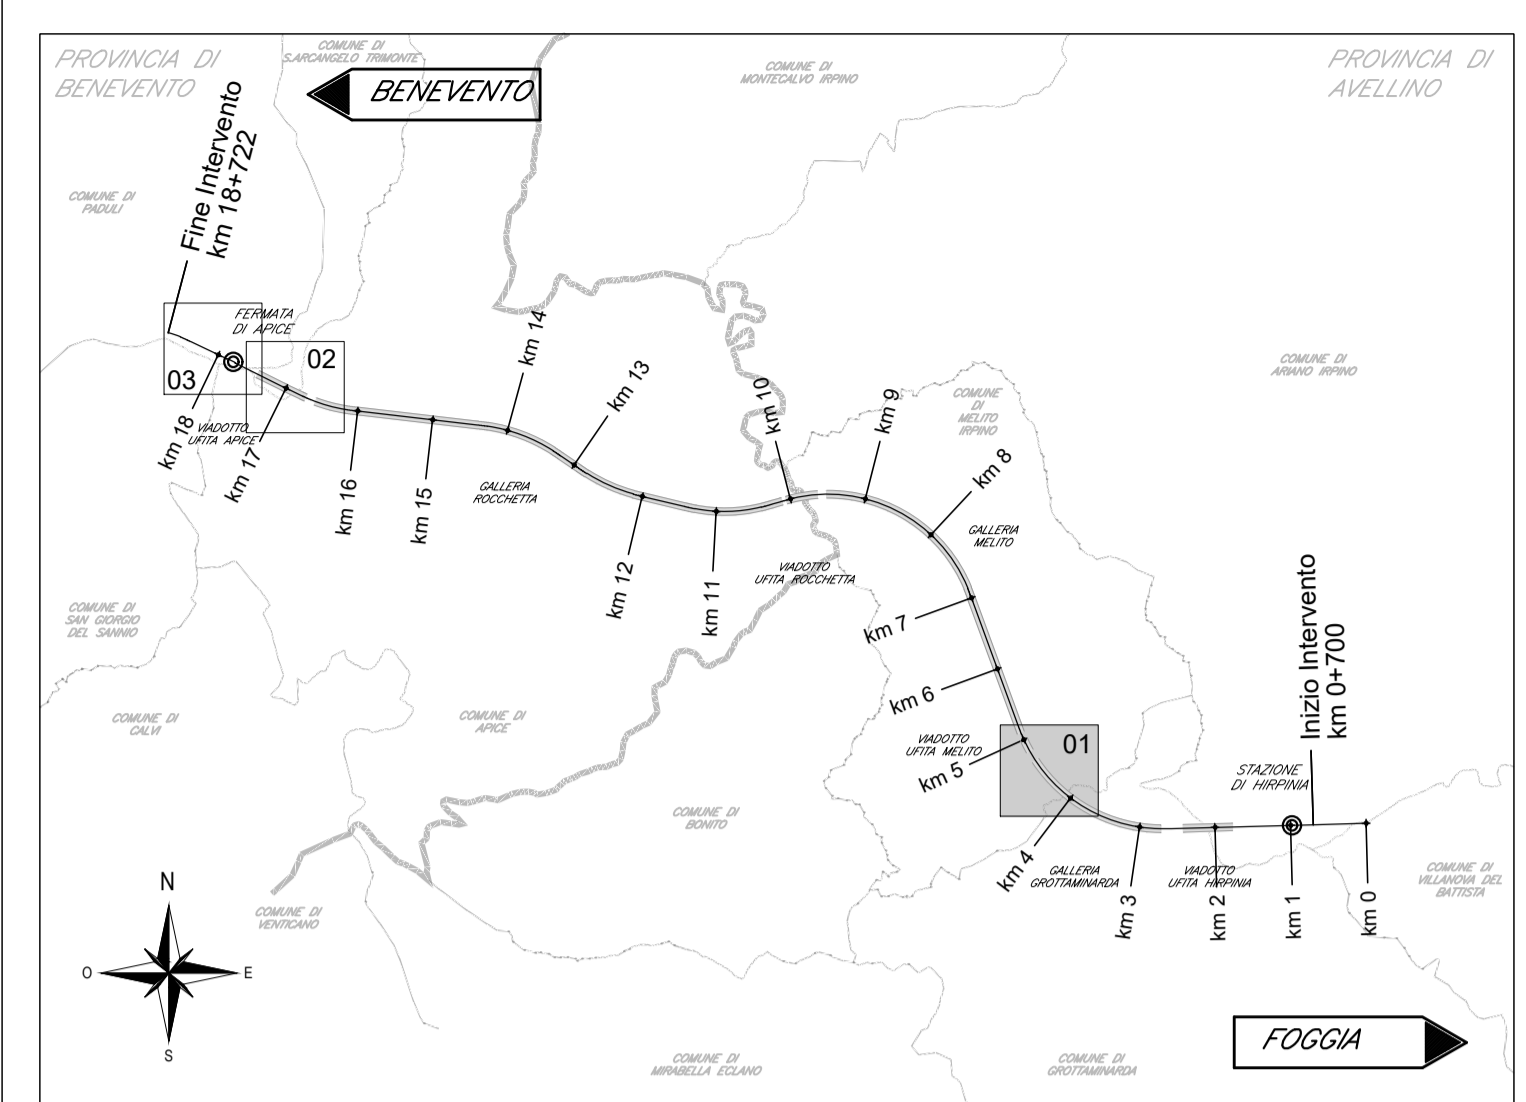 PROVINCIA DI
BENEVENTO
COMUNE DI
S.ARCANGELO TRIMONTE
BENEVENTO
COMUNE DI
MONTECALVO IRPINO
PROVINCIA DI
AVELLINO
Fine Intervento
km 18+722
COMUNE DI
PADULI
FERMATA
DI APICE
02
03
km 18
VIADOTTO
UFITA APICE
km 17
km 16
km 15
km 14
km 13
GALLERIA
ROCCHETTA
km 12
km 11
km 10
km 9
COMUNE
DI
MELITO
IRPINO
COMUNE DI
ARIANO IRPINO
km 8
GALLERIA
MELITO
VIADOTTO
UFITA ROCCHETTA
km 7
km 6
COMUNE DI
SAN GIORGIO
DEL SANNIO
COMUNE DI
CALVI
COMUNE DI
APICE
VIADOTTO
UFITA MELITO
km 5
01
Inizio Intervento
km 0+700
STAZIONE
DI HIRPINIA
COMUNE DI
BONITO
km 4
GALLERIA
GROTTAMINARDA
km 3
VIADOTTO
UFITA HIRPINIA
km 2
km 1
km 0
COMUNE DI
VILLANOVA DEL
BATTISTA
COMUNE DI
VENTICANO
N
O
E
S
COMUNE DI
MIRABELLA ECLANO
COMUNE DI
GROTTAMINARDA
FOGGIA